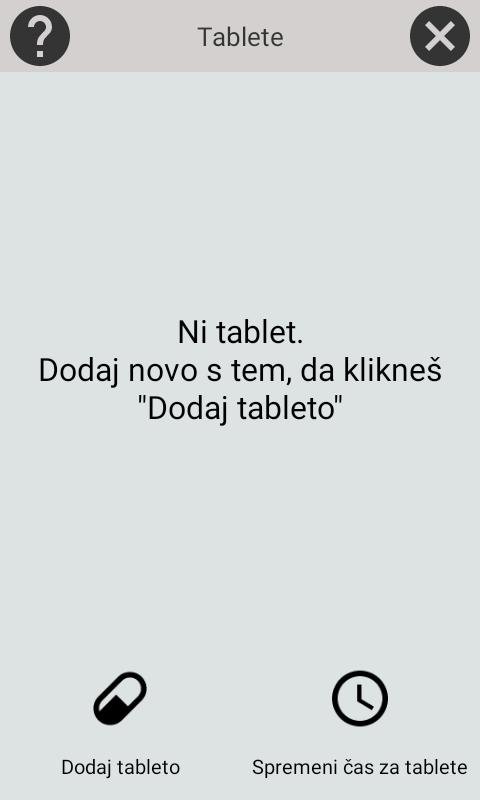 ?
Tablete
Ni tablet.
Dodaj novo s tem, da klikneš
"Dodaj tableto"
Dodaj tableto
Spremeni čas za tablete